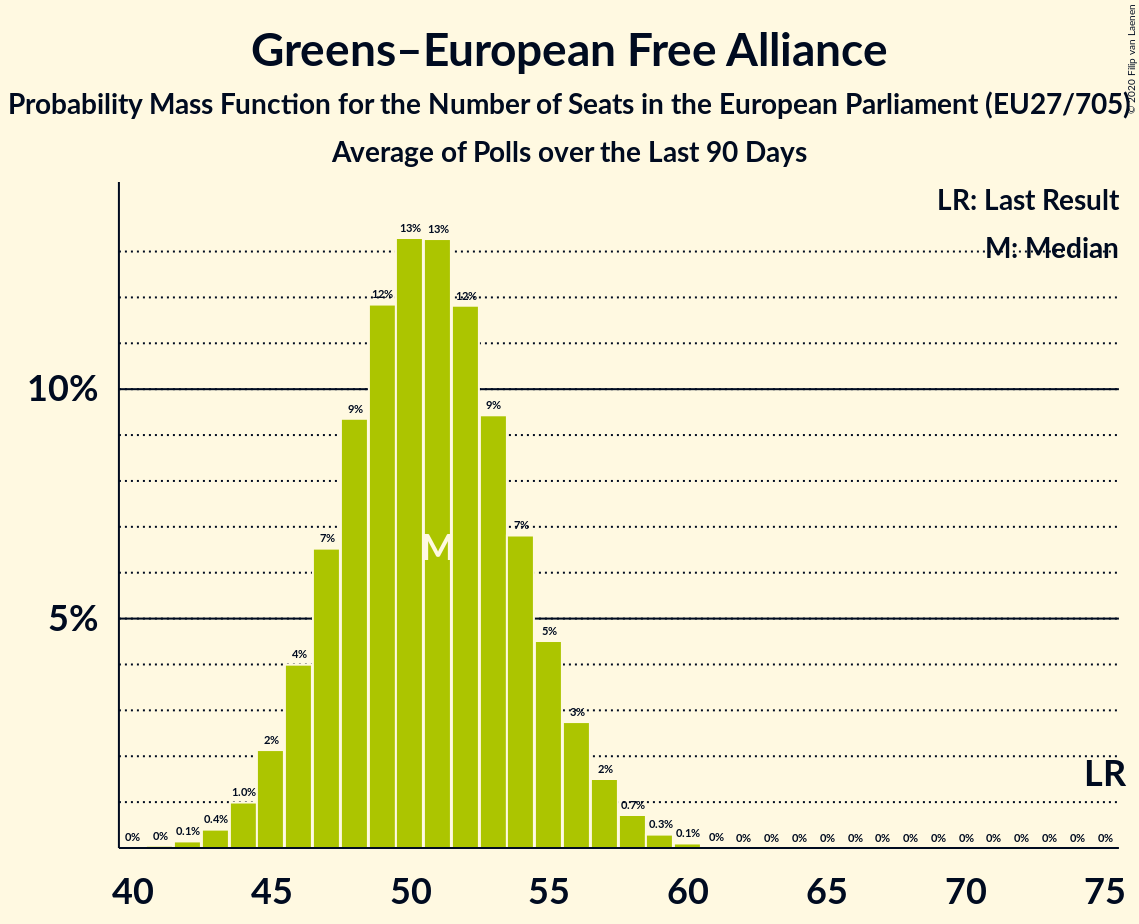 Greens–European Free Alliance
Probability Mass Function for the Number of Seats in the European Parliament (EU27/705)
Average of Polls over the Last 90 Days
© 2020 Filip van Laenen
LR: Last Result
M: Median
10%
5%
0% 0% 0.1% 0.4% 1.0% 2% 4% 7% 9% 12% 13% 13% 12% 9% 7% 5% 3% 2% 0.7% 0.3% 0.1% 0% 0% 0% 0% 0% 0% 0% 0% 0% 0% 0% 0% 0% 0% 0%
M
LR
40 45 50 55 60 65 70 75